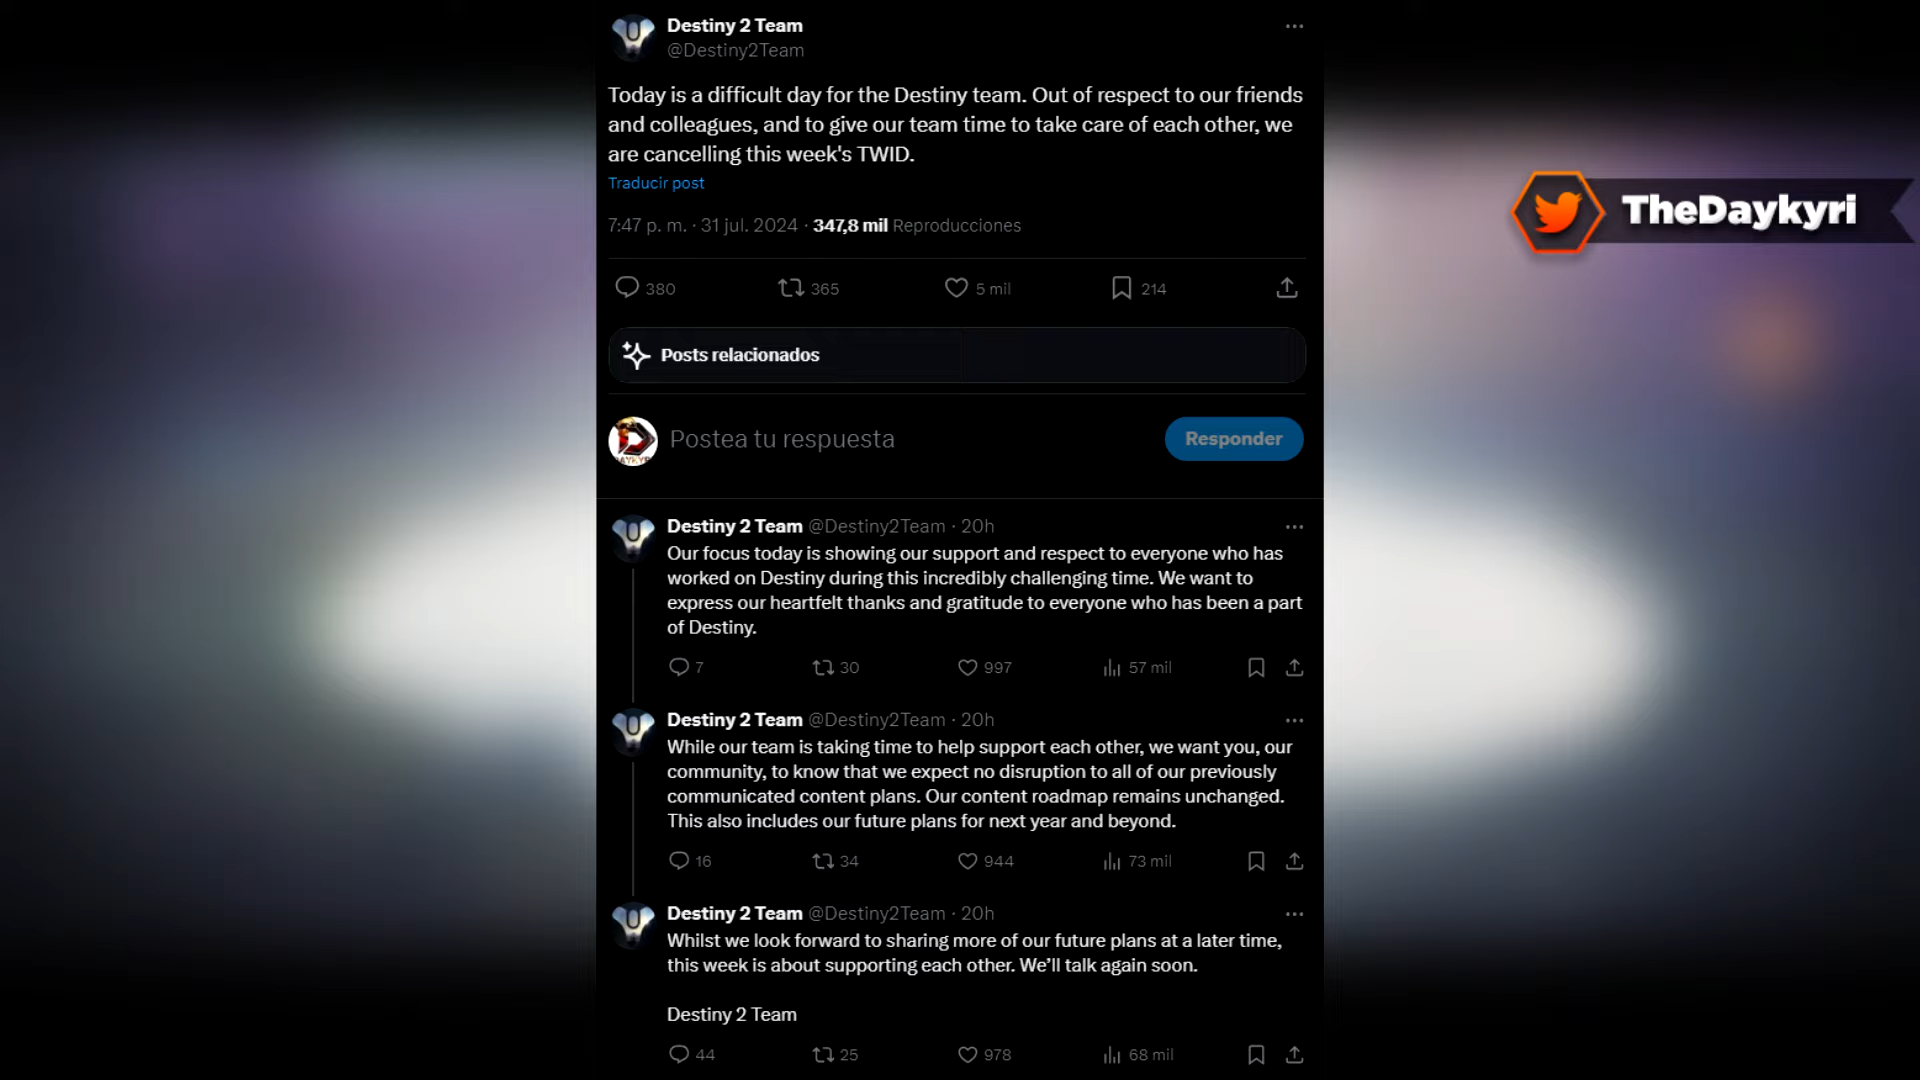 Destiny 2 Team
@Destiny2Team
Today is a difficult day for the Destiny team. Out of respect to our friends
and colleagues, and to give our team time to take care of each other, we
are cancelling this week's TWID.
Traducir post
7:47 p. m. · 31 jul. 2024 · 347,8 mil Reproducciones
380 365 5 mil 214
Posts relacionados
Postea tu respuesta
Responder
Destiny 2 Team @Destiny2Team · 20h
Our focus today is showing our support and respect to everyone who has
worked on Destiny during this incredibly challenging time. We want to
express our heartfelt thanks and gratitude to everyone who has been a part
of Destiny.
7 30 997 57 mil
Destiny 2 Team @Destiny2Team · 20h
While our team is taking time to help support each other, we want you, our
community, to know that we expect no disruption to all of our previously
communicated content plans. Our content roadmap remains unchanged.
This also includes our future plans for next year and beyond.
16 34 944 73 mil
Destiny 2 Team @Destiny2Team · 20h
Whilst we look forward to sharing more of our future plans at a later time,
this week is about supporting each other. We'll talk again soon.
Destiny 2 Team
44 25 978 68 mil
TheDaykyri